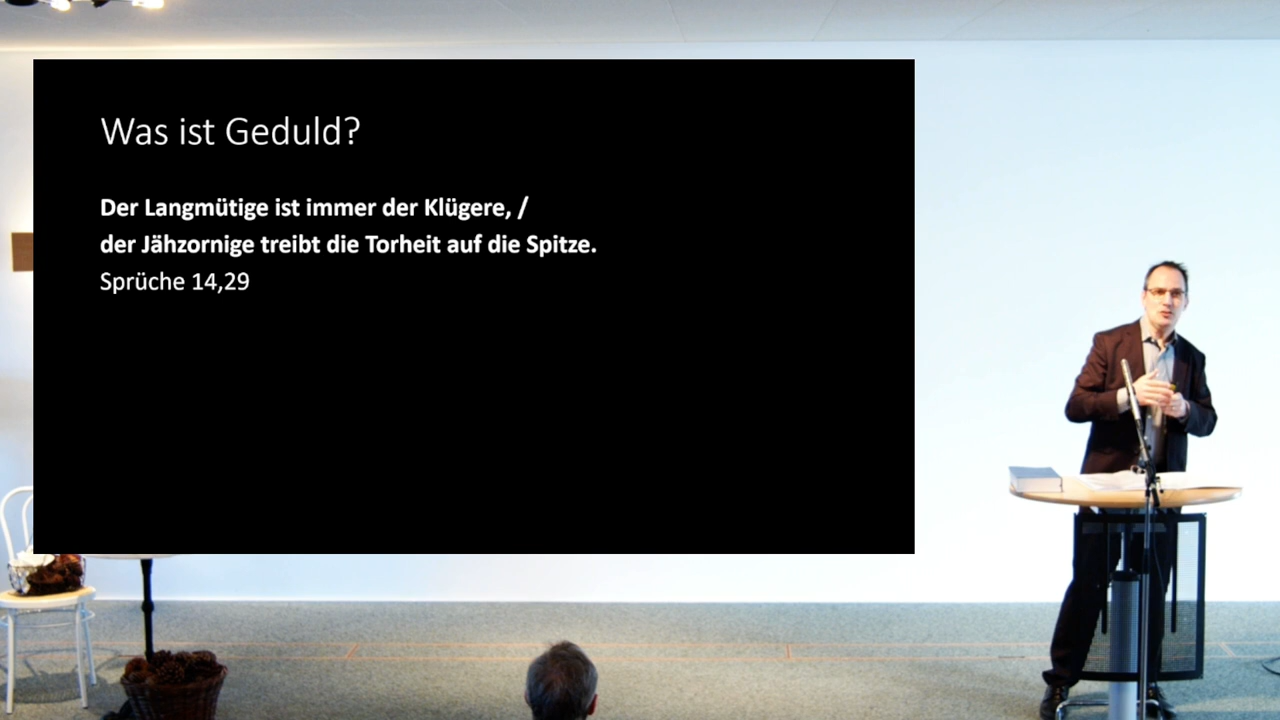 Was ist Geduld?
Der Langmütige ist immer der Klügere, /
der Jähzornige treibt die Torheit auf die Spitze.
Sprüche 14,29